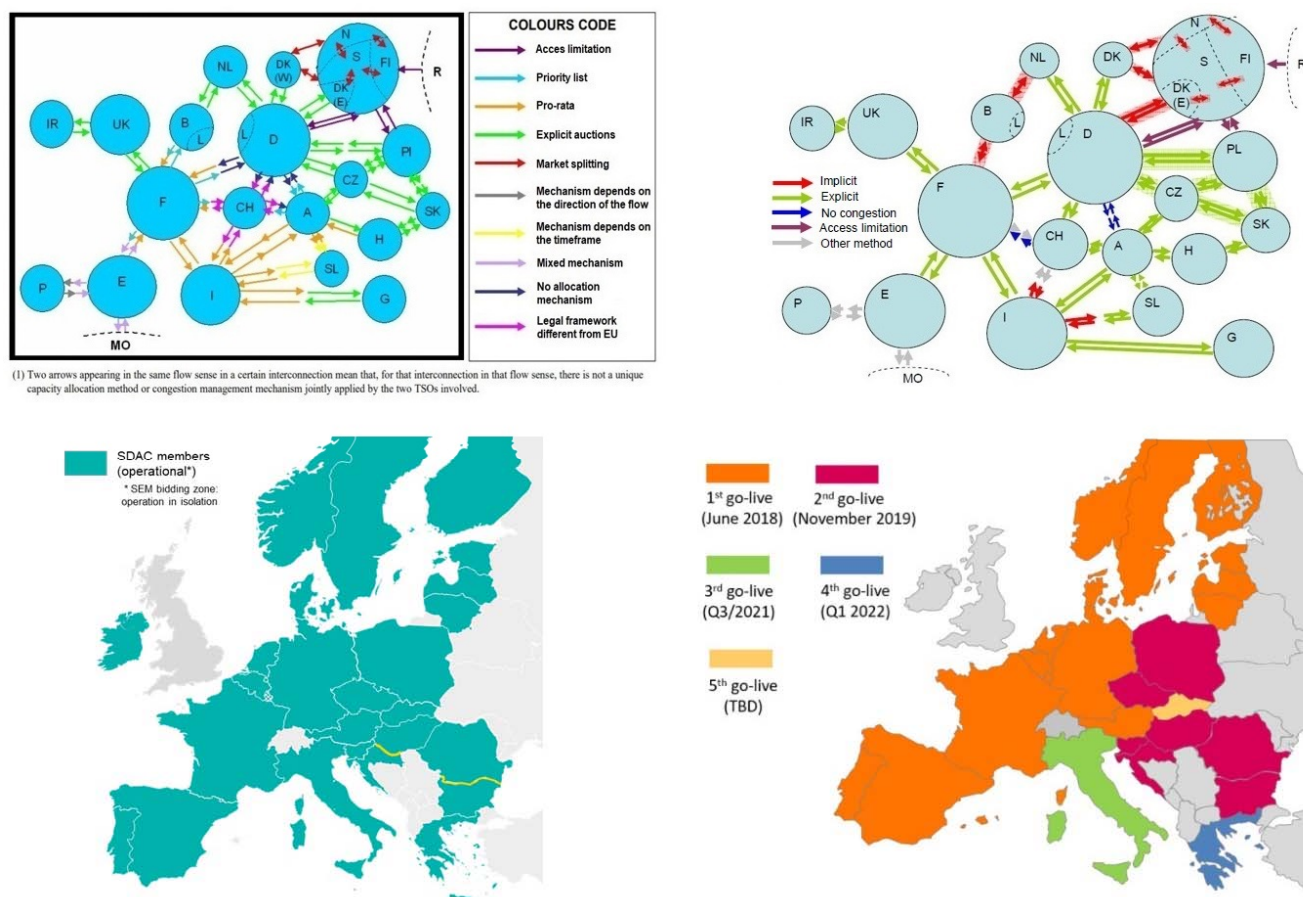 COLOURS CODE
Acces limitation
Priority list
Pro-rata
Explicit auctions
Market splitting
Mechanism depends on
the direction of the flow
Mechanism depends on
the timeframe
Mixed mechanism
No allocation
mechanism
Legal framework
different from EU
N
S
FI
DK
(E)
DK
(W)
R
NL
IR
UK
B
L
L
D
PI
CZ
F
CH
A
SK
H
SL
P
E
I
G
MO
(1) Two arrows appearing in the same flow sense in a certain interconnection mean that, for that interconnection in that flow sense, there is not a unique
capacity allocation method or congestion management mechanism jointly applied by the two TSOs involved.
N
S
FI
DK
(E)
DK
R
NL
IR
UK
B
L
L
D
PL
CZ
F
CH
A
SK
H
SL
P
E
I
G
MO
Implicit
Explicit
No congestion
Access limitation
Other method
SDAC members
(operational*)
* SEM bidding zone:
operation in isolation
1st go-live
(June 2018)
2nd go-live
(November 2019)
3rd go-live
(Q3/2021)
4th go-live
(Q1 2022)
5th go-live
(TBD)